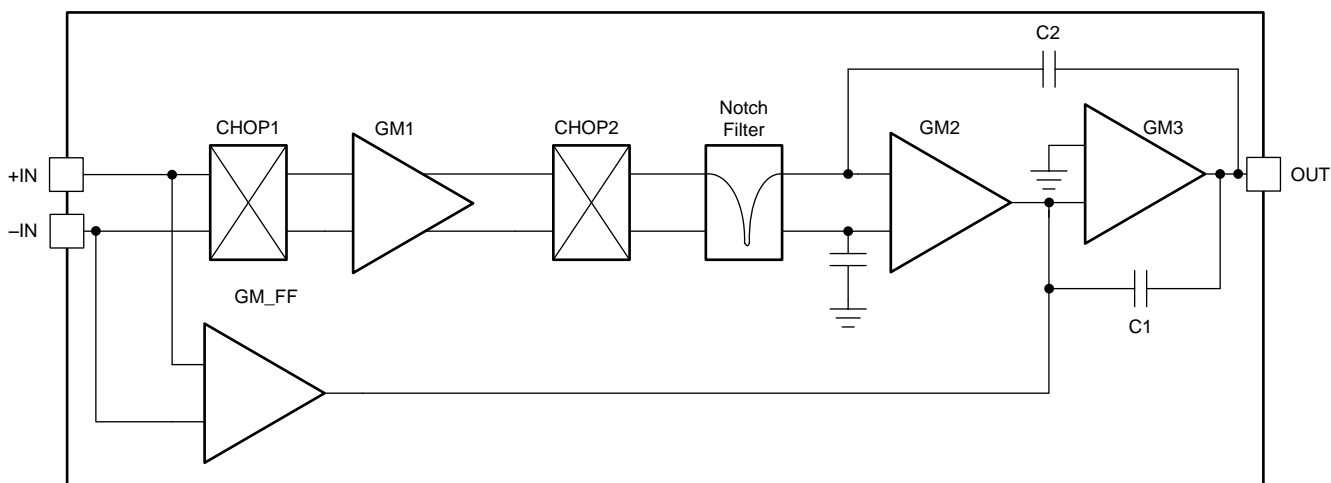 C2
Notch
Filter
CHOP1
GM1
CHOP2
GM2
GM3
+IN
OUT
–IN
GM_FF
C1